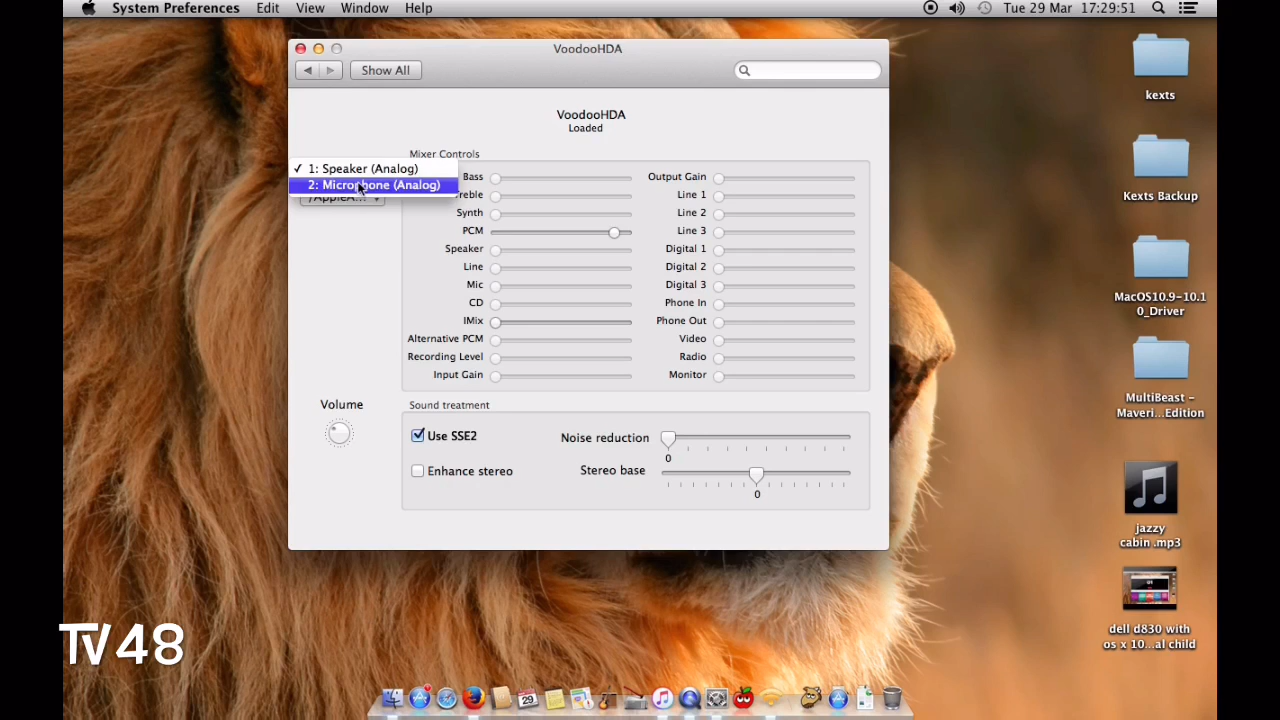 System Preferences Edit View Window Help
Tue 29 Mar 17:29:51
VoodooHDA
Show All
VoodooHDA
Loaded
Mixer Controls
✓ 1: Speaker (Analog)
2: Microphone (Analog)
/AppleA...
Bass
Treble
Synth
PCM
Speaker
Line
Mic
CD
IMix
Alternative PCM
Recording Level
Input Gain
Output Gain
Line 1
Line 2
Line 3
Digital 1
Digital 2
Digital 3
Phone In
Phone Out
Video
Radio
Monitor
Volume
Sound treatment
Use SSE2
Enhance stereo
Noise reduction
0
Stereo base
0
kexts
Kexts Backup
MacOS10.9-10.1
0_Driver
MultiBeast -
Maveri...Edition
jazzy
cabin .mp3
dell d830 with
os x 10...al child
TV48
29